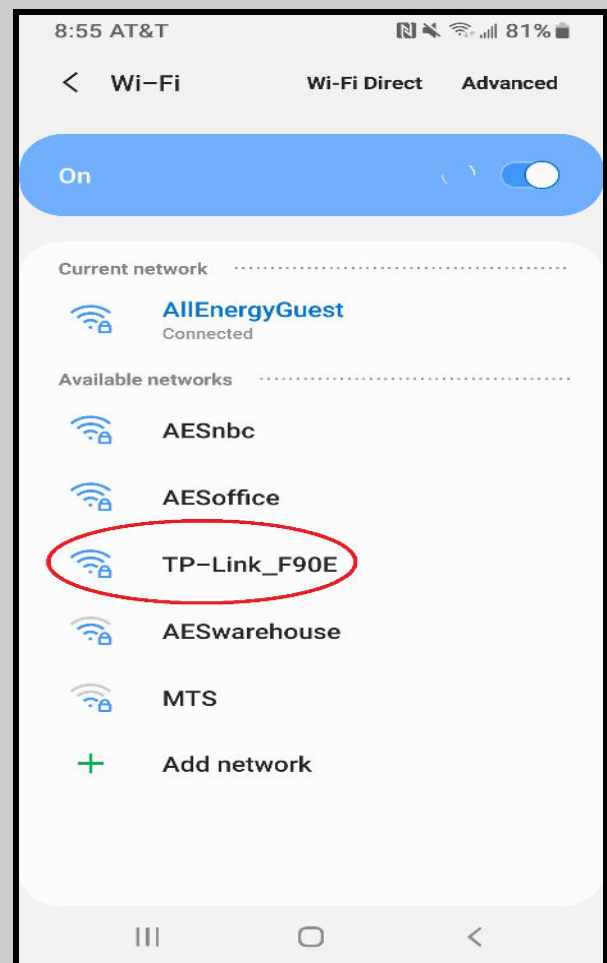 8:55 AT&T 81%
Wi-Fi Wi-Fi Direct Advanced
On
Current network
AllEnergyGuest
Connected
Available networks
AESnbc
AESoffice
TP-Link_F90E
AESwarehouse
MTS
Add network